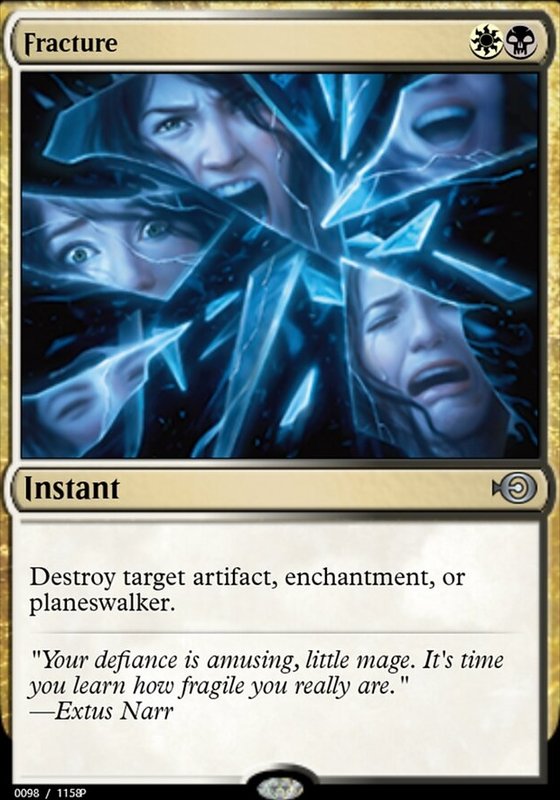 Fracture
Instant
Destroy target artifact, enchantment, or
planeswalker.
"Your defiance is amusing, little mage. It's time
you learn how fragile you really are."
—Extus Narr
0098 / 1158P